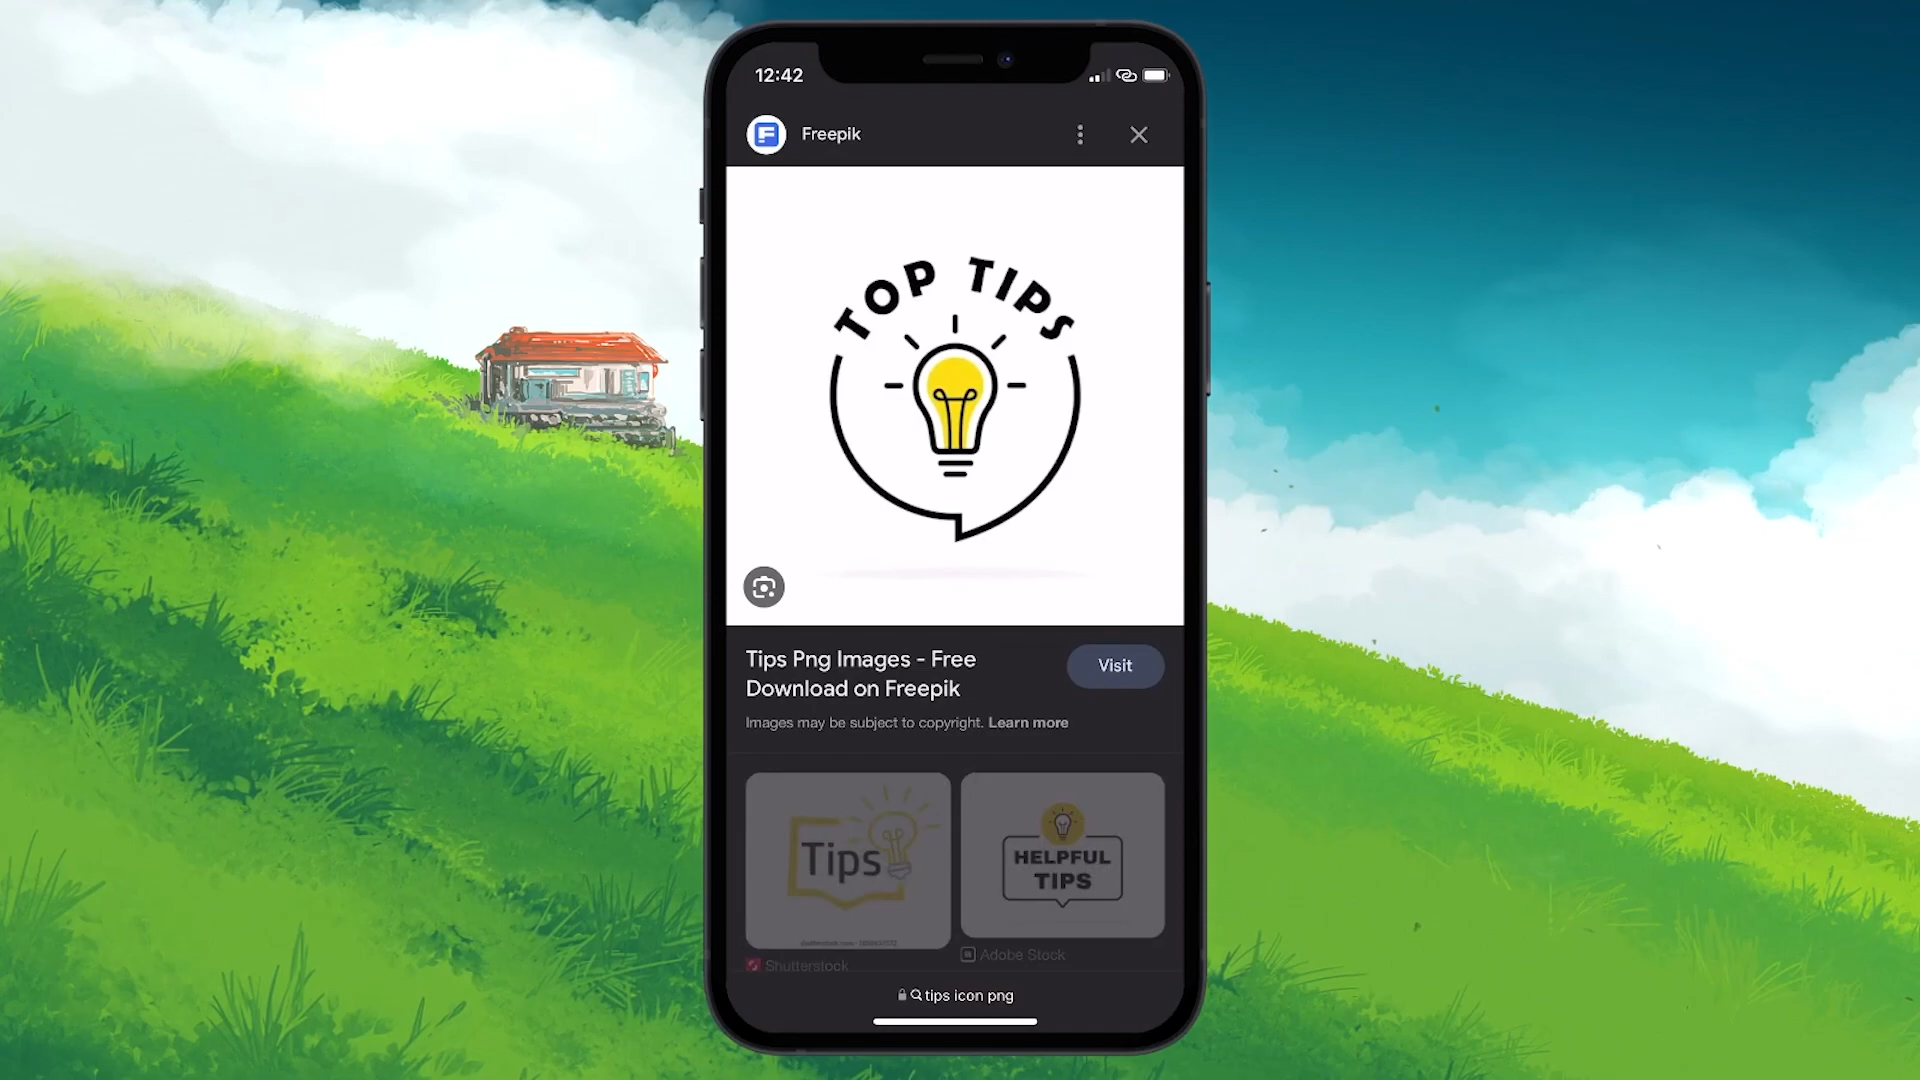 12:42
Freepik
TOP TIPS
Tips Png Images - Free
Download on Freepik
Visit
Images may be subject to copyright. Learn more
Tips
HELPFUL
TIPS
Shutterstock
Adobe Stock
tips icon png